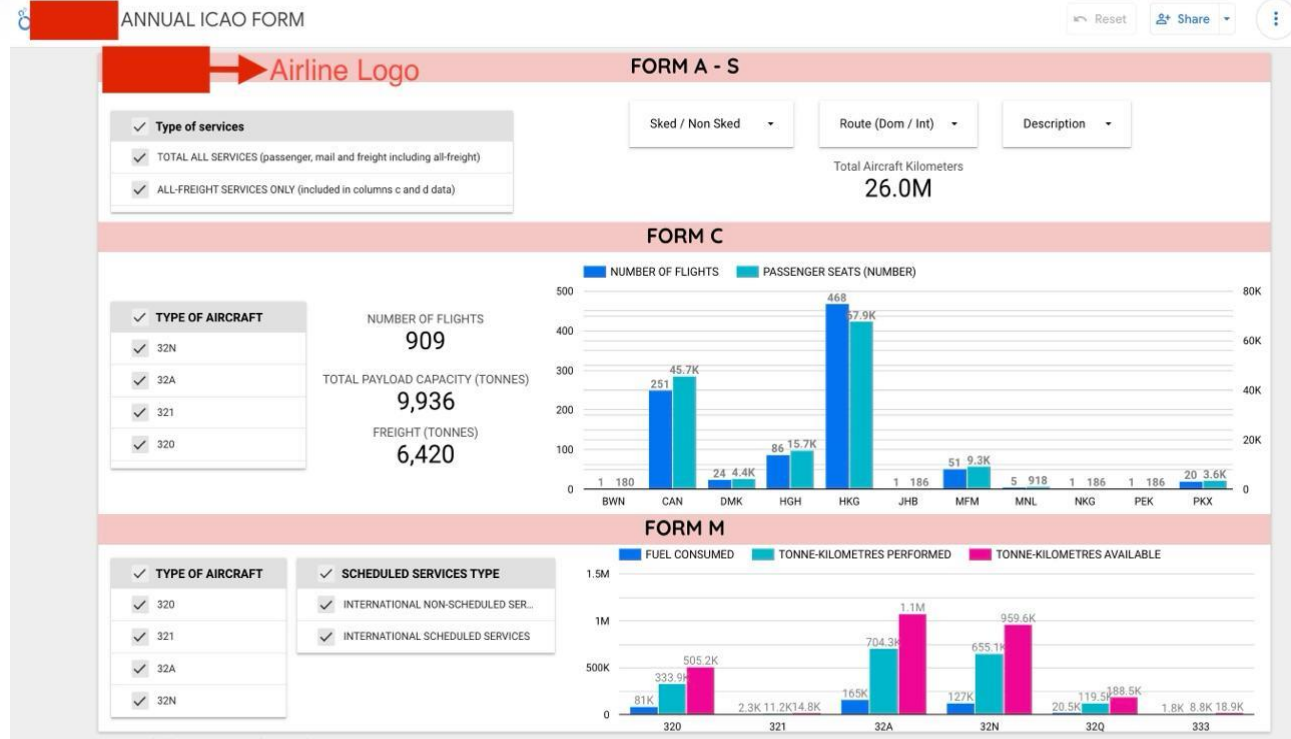 ANNUAL ICAO FORM
Reset
Share
Airline Logo
FORM A - S
Type of services
TOTAL ALL SERVICES (passenger, mail and freight including all-freight)
ALL-FREIGHT SERVICES ONLY (included in columns c and d data)
Sked / Non Sked
Route (Dom / Int)
Description
Total Aircraft Kilometers
26.0M
FORM C
TYPE OF AIRCRAFT
32N
32A
321
320
NUMBER OF FLIGHTS
909
TOTAL PAYLOAD CAPACITY (TONNES)
9,936
FREIGHT (TONNES)
6,420
NUMBER OF FLIGHTS PASSENGER SEATS (NUMBER)
500 80K
400 60K
300 40K
200 20K
100
0 0
1 180 251 45.7K 24 4.4K 86 15.7K 468 57.9K 1 186 51 9.3K 5 918 1 186 1 186 20 3.6K
BWN CAN DMK HGH HKG JHB MFM MNL NKG PEK PKX
FORM M
TYPE OF AIRCRAFT
320
321
32A
32N
SCHEDULED SERVICES TYPE
INTERNATIONAL NON-SCHEDULED SER...
INTERNATIONAL SCHEDULED SERVICES
FUEL CONSUMED TONNE-KILOMETRES PERFORMED TONNE-KILOMETRES AVAILABLE
1.5M
1M
500K
0
81K 333.9K 505.2K 2.3K 11.2K 14.8K 165K 704.3K 1.1M 127K 655.1K 959.6K 20.5K 119.5K 188.5K 1.8K 8.8K 18.9K
320 321 32A 32N 32Q 333